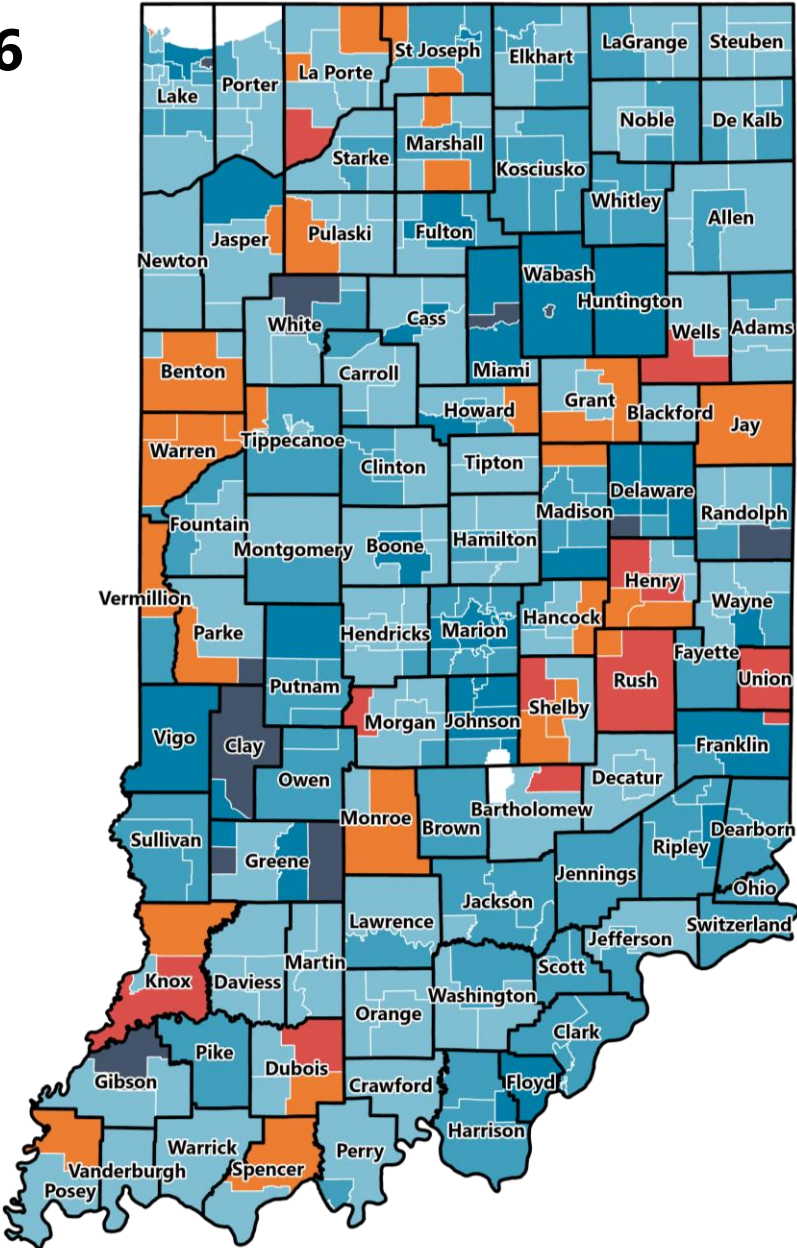 6
St Joseph
LaGrange
Steuben
Elkhart
La Porte
Porter
Lake
Noble
De Kalb
Marshall
Starke
Kosciusko
Whitley
Allen
Fulton
Pulaski
Jasper
Newton
Wabash
Huntington
White
Cass
Wells
Adams
Miami
Carroll
Benton
Grant
Blackford
Howard
Jay
Tippecanoe
Warren
Clinton
Tipton
Delaware
Madison
Randolph
Fountain
Montgomery
Boone
Hamilton
Henry
Vermillion
Wayne
Hancock
Parke
Hendricks
Marion
Fayette
Rush
Union
Putnam
Shelby
Morgan
Johnson
Vigo
Clay
Franklin
Owen
Decatur
Bartholomew
Monroe
Brown
Dearborn
Sullivan
Ripley
Greene
Jennings
Ohio
Jackson
Lawrence
Switzerland
Jefferson
Martin
Scott
Knox
Daviess
Washington
Orange
Clark
Pike
Dubois
Gibson
Floyd
Crawford
Harrison
Warrick
Perry
Vanderburgh
Spencer
Posey